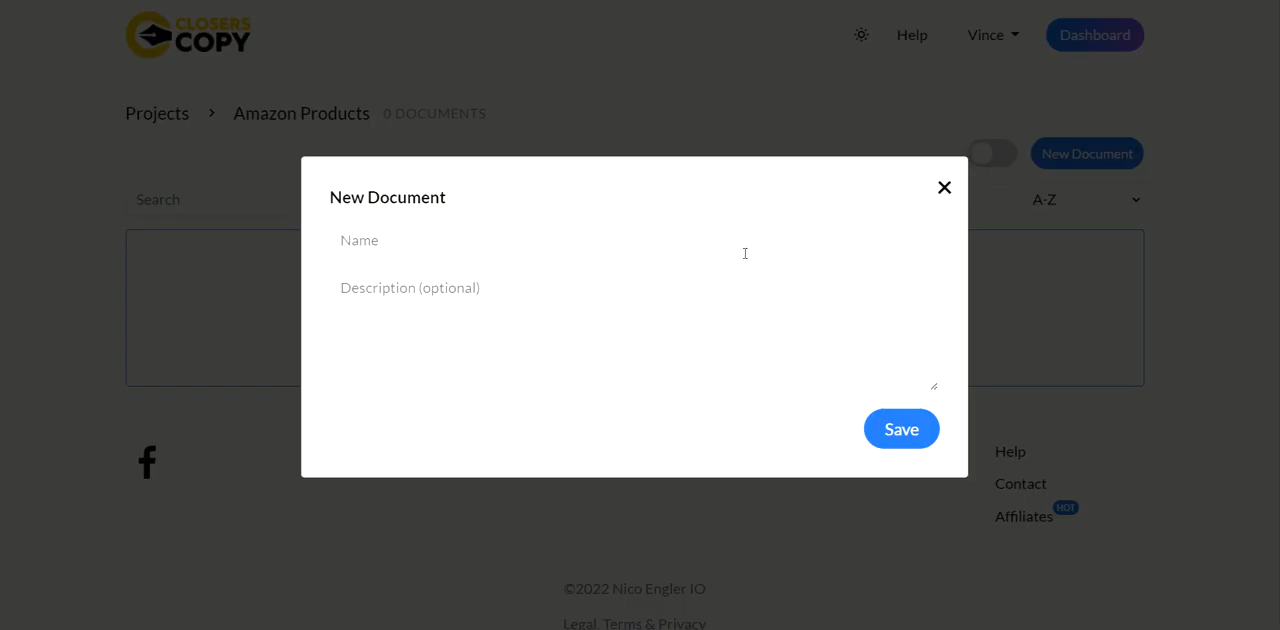 CLOSERS
COPY
Help
Vince
Dashboard
Projects > Amazon Products 0 DOCUMENTS
New Document
Search
A-Z
New Document
Name
Description (optional)
Save
Help
Contact
Affiliates HOT
©2022 Nico Engler IO
Legal, Terms & Privacy